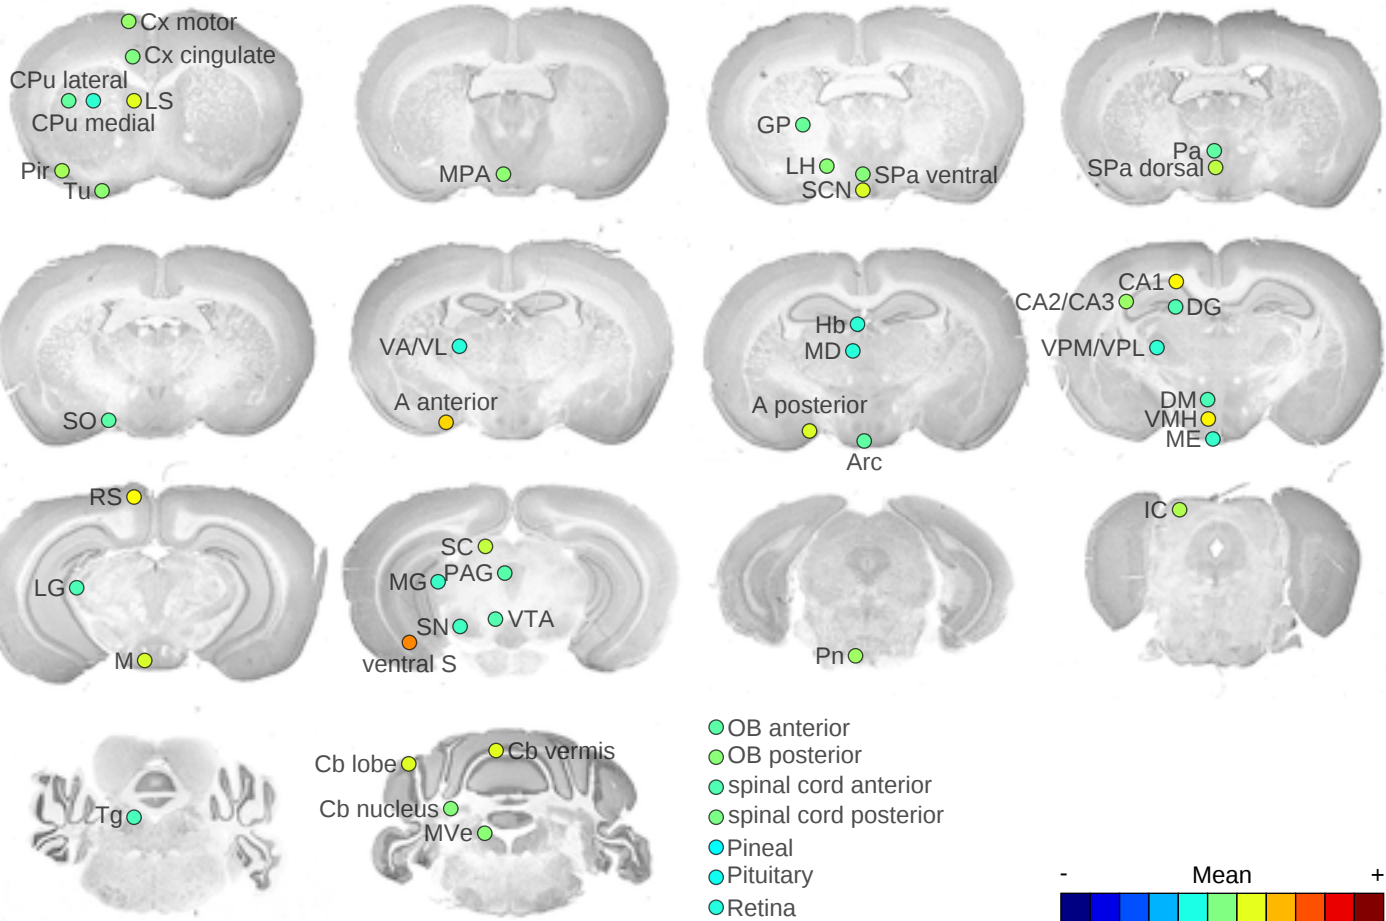 Cx motor
Cx cingulate
CPu lateral
LS
CPu medial
Pir
Tu
MPA
GP
LH
SPa ventral
SCN
Pa
SPa dorsal
SO
VA/VL
A anterior
Hb
MD
A posterior
Arc
CA1
CA2/CA3
DG
VPM/VPL
DM
VMH
ME
RS
LG
M
SC
PAG
MG
VTA
SN
ventral S
Pn
IC
Tg
Cb vermis
Cb lobe
Cb nucleus
MVe
OB anterior
OB posterior
spinal cord anterior
spinal cord posterior
Pineal
Pituitary
Retina
- Mean +